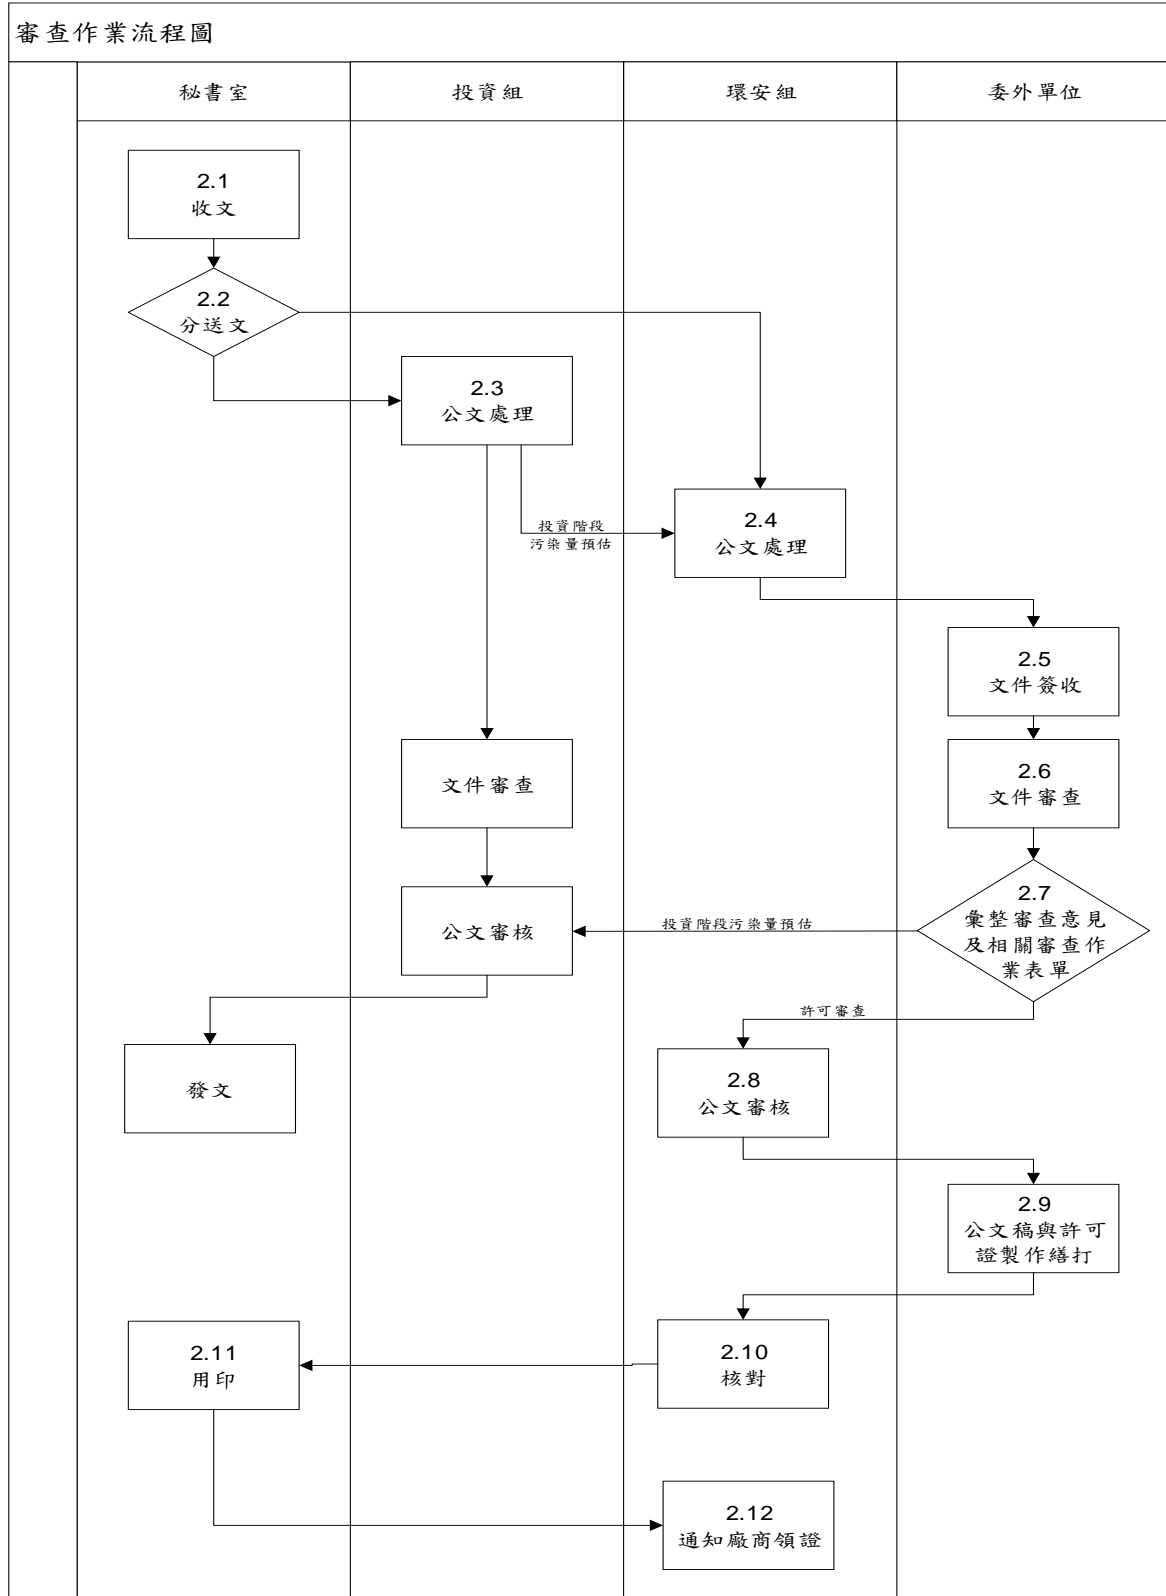 審查作業流程圖
秘書室
投資組
環安組
委外單位
2.1
收文
2.2
分送文
2.3
公文處理
投資階段
污染量預估
2.4
公文處理
2.5
文件簽收
文件審查
2.6
文件審查
公文審核
投資階段污染量預估
2.7
彙整審查意見
及相關審查作
業表單
許可審查
發文
2.8
公文審核
2.9
公文稿與許可
證製作繕打
2.10
核對
2.11
用印
2.12
通知廠商領證